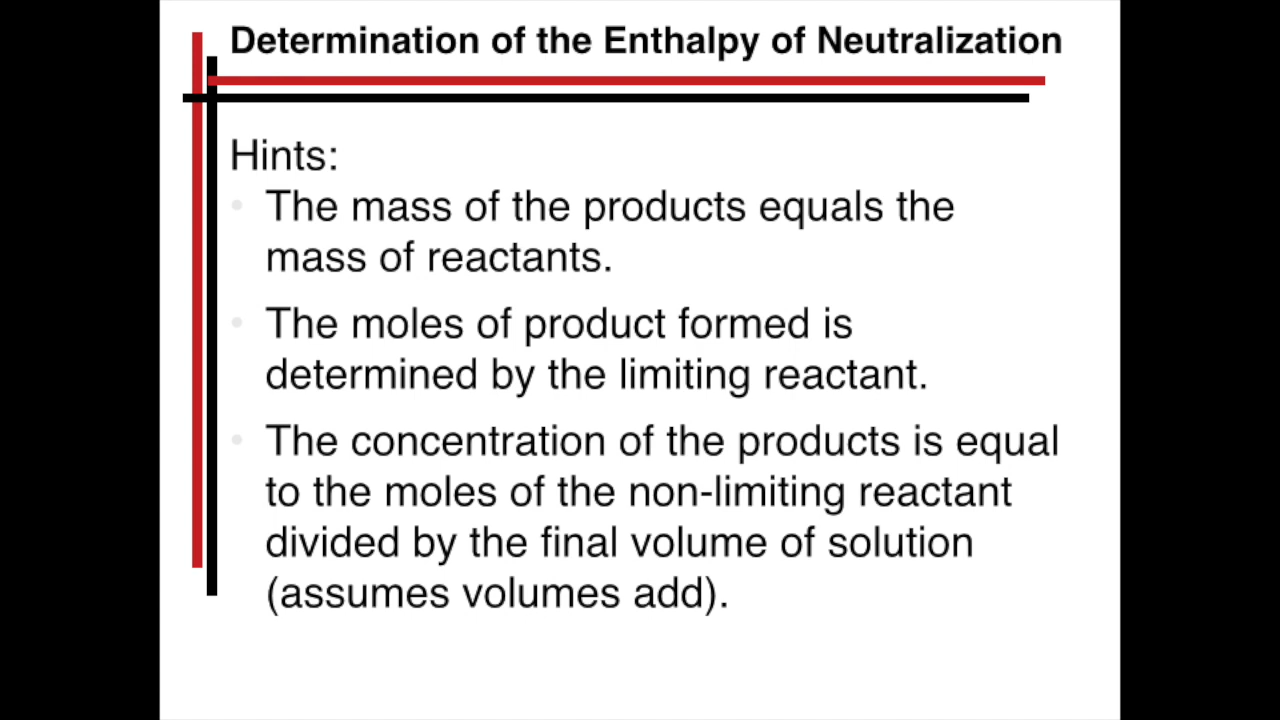 Determination of the Enthalpy of Neutralization
Hints:
• The mass of the products equals the
mass of reactants.
• The moles of product formed is
determined by the limiting reactant.
• The concentration of the products is equal
to the moles of the non-limiting reactant
divided by the final volume of solution
(assumes volumes add).